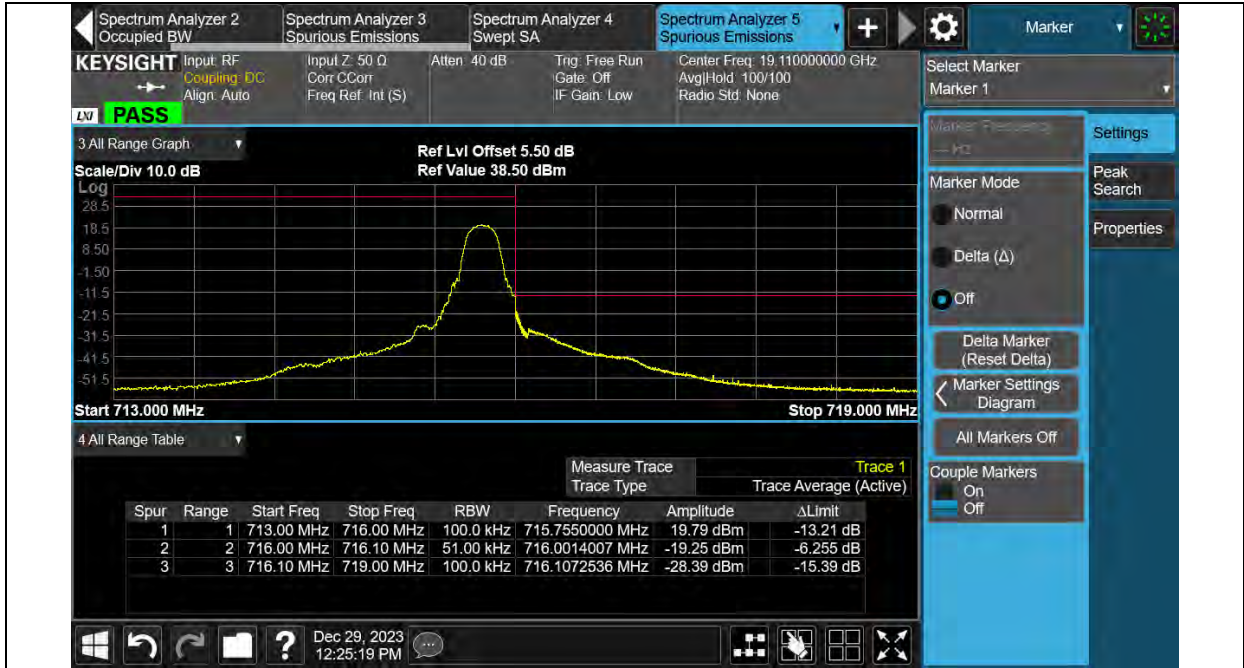 Spectrum Analyzer 2
Occupied BW
Spectrum Analyzer 3
Spurious Emissions
Spectrum Analyzer 4
Swept SA
Spectrum Analyzer 5
Spurious Emissions
Marker
KEYSIGHT
LXI PASS
Input: RF
Coupling: DC
Align: Auto
Input Z: 50 Ω
Corr CCorr
Freq Ref: Int (S)
Atten: 40 dB
Trig: Free Run
Gate: Off
IF Gain: Low
Center Freq: 19.110000000 GHz
Avg|Hold: 100/100
Radio Std: None
Select Marker
Marker 1
3 All Range Graph
Scale/Div 10.0 dB
Ref Lvl Offset 5.50 dB
Ref Value 38.50 dBm
Log
28.5
18.5
8.50
-1.50
-11.5
-21.5
-31.5
-41.5
-51.5
Start 713.000 MHz
Stop 719.000 MHz
4 All Range Table
Measure Trace Trace 1
Trace Type Trace Average (Active)
Spur Range Start Freq Stop Freq RBW Frequency Amplitude ΔLimit
1 1 713.00 MHz 716.00 MHz 100.0 kHz 715.7550000 MHz 19.79 dBm -13.21 dB
2 2 716.00 MHz 716.10 MHz 51.00 kHz 716.0014007 MHz -19.25 dBm -6.255 dB
3 3 716.10 MHz 719.00 MHz 100.0 kHz 716.1072536 MHz -28.39 dBm -15.39 dB
Marker Frequency
--- Hz
Marker Mode
Normal
Delta (Δ)
Off
Delta Marker
(Reset Delta)
Marker Settings
Diagram
All Markers Off
Couple Markers
On
Off
Settings
Peak
Search
Properties
?
Dec 29, 2023
12:25:19 PM